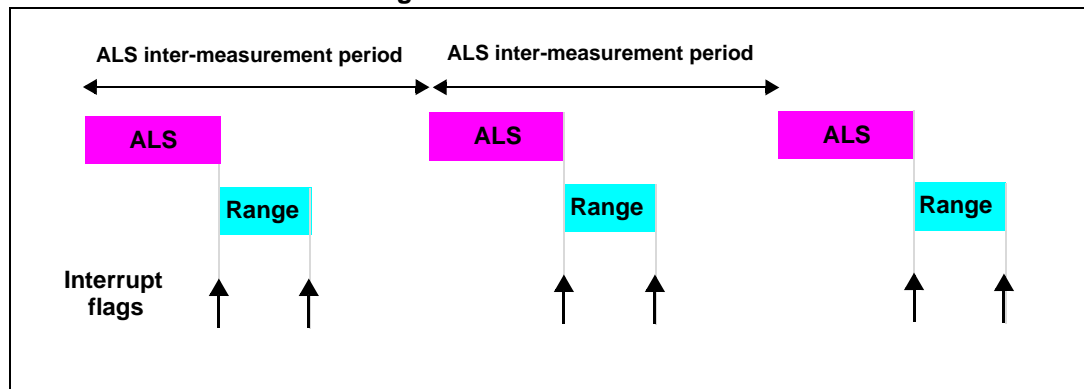 ALS inter-measurement period
ALS inter-measurement period
ALS
ALS
ALS
Range
Range
Range
Interrupt
flags